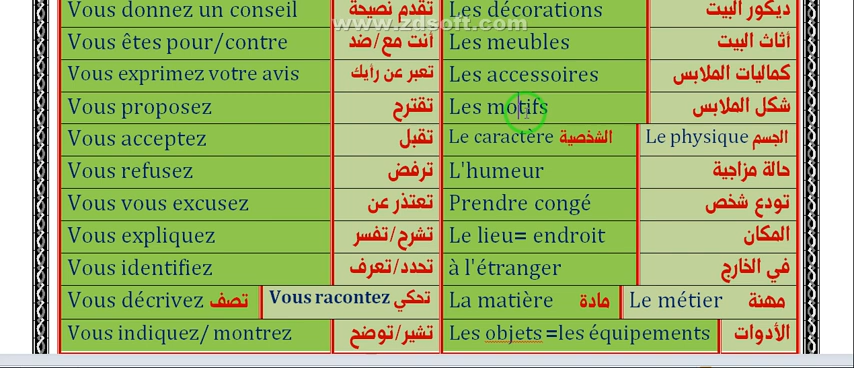 Vous donnez un conseil تقدم نصيحة Les décorations ديكور البيت
www.zdsoft.com
Vous êtes pour/contre أنت مع/ضد Les meubles أثاث البيت
Vous exprimez votre avis تعبر عن رأيك Les accessoires كماليات الملابس
Vous proposez تقترح Les motifs شكل الملابس
Vous acceptez تقبل Le caractère الشخصية Le physique الجسم
Vous refusez ترفض L'humeur حالة مزاجية
Vous vous excusez تعتذر عن Prendre congé تودع شخص
Vous expliquez تشرح/تفسر Le lieu= endroit المكان
Vous identifiez تحدد/تعرف à l'étranger في الخارج
Vous décrivez تصف Vous racontez تحكي La matière مادة Le métier مهنة
Vous indiquez/ montrez تشير/توضح Les objets =les équipements الأدوات